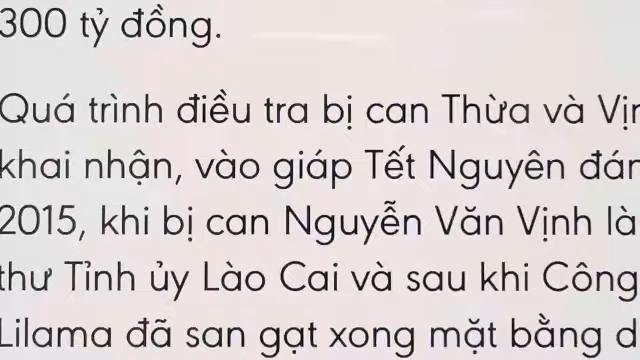 300 tỷ đồng.
Quá trình điều tra bị can Thừa và
khai nhận, vào giáp Tết Nguyên
2015, khi bị can Nguyễn Văn Vịnh là
thư Tỉnh ủy Lào Cai và sau khi Công
Lilama đã san gạt xong mặt bằng